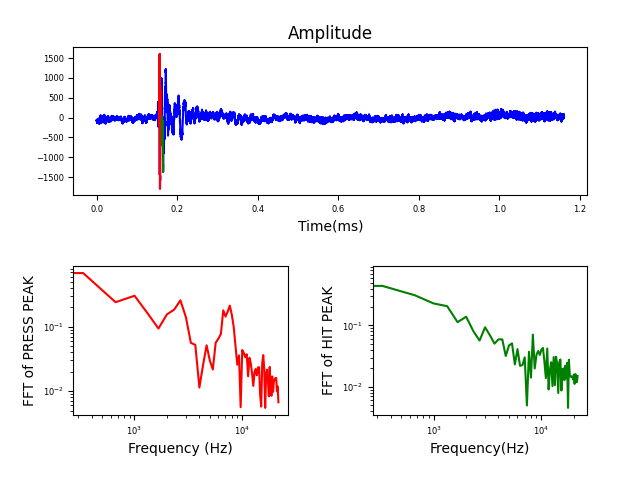 Amplitude
1500
1000
500
0
−500
−1000
−1500
0.0 0.2 0.4 0.6 0.8 1.0 1.2
Time(ms)
FFT of PRESS PEAK
10⁻¹
10⁻²
10³ 10⁴
Frequency (Hz)
FFT of HIT PEAK
10⁻¹
10⁻²
10³ 10⁴
Frequency(Hz)